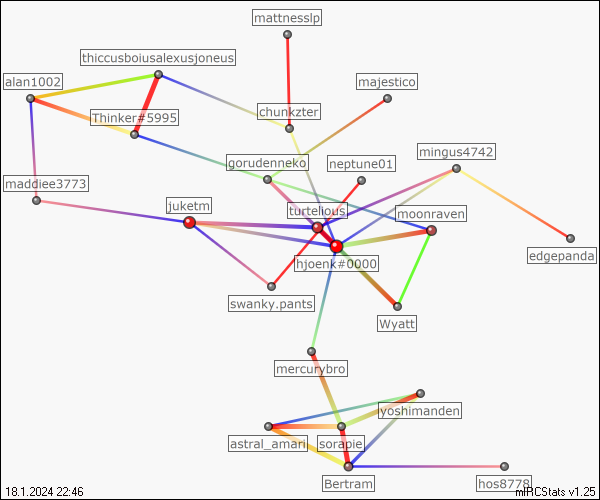 mattnesslp
thiccusboiusalexusjoneus
alan1002
majestico
chunkzter
Thinker#5995
mingus4742
gorudenneko
neptune01
maddiee3773
juketm
turtellous
moonraven
edgepanda
hjoenk#0000
swanky.pants
Wyatt
mercurybro
yoshimanden
astral_amari
sorapie
Bertram
hos8778
18.1.2024 22:46
mIRCStats v1.25